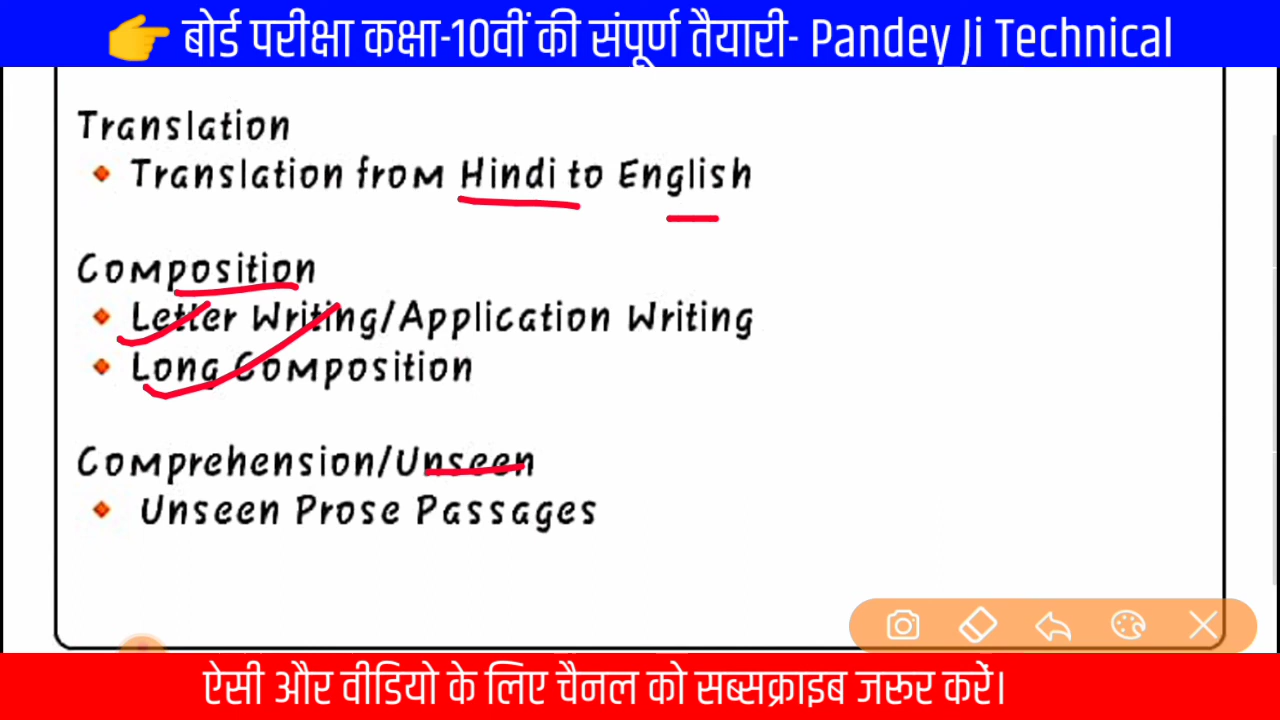 👉 बोर्ड परीक्षा कक्षा-10वीं की संपूर्ण तैयारी- Pandey Ji Technical
Translation
🔸 Translation from Hindi to English
Composition
🔸 Letter Writing/Application Writing
🔸 Long Composition
Comprehension/Unseen
🔸 Unseen Prose Passages
ऐसी और वीडियो के लिए चैनल को सब्सक्राइब जरूर करें।